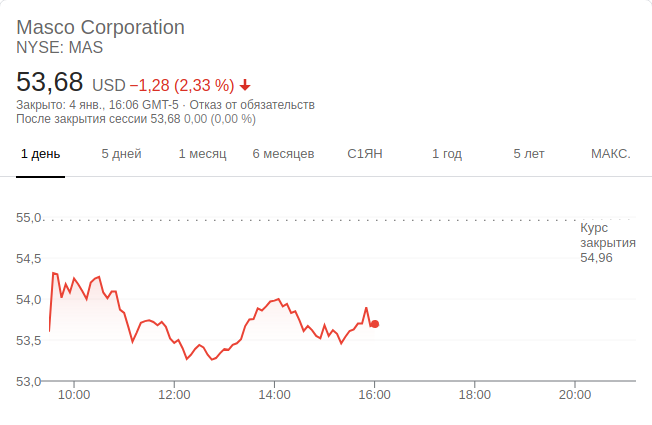 Masco Corporation
NYSE: MAS
53,68 USD −1,28 (2,33 %)
Закрыто: 4 янв., 16:06 GMT-5 · Отказ от обязательств
После закрытия сессии 53,68 0,00 (0,00 %)
1 день 5 дней 1 месяц 6 месяцев С1ЯН 1 год 5 лет МАКС.
55,0
Курс
закрытия
54,96
54,5
54,0
53,5
53,0
10:00 12:00 14:00 16:00 18:00 20:00